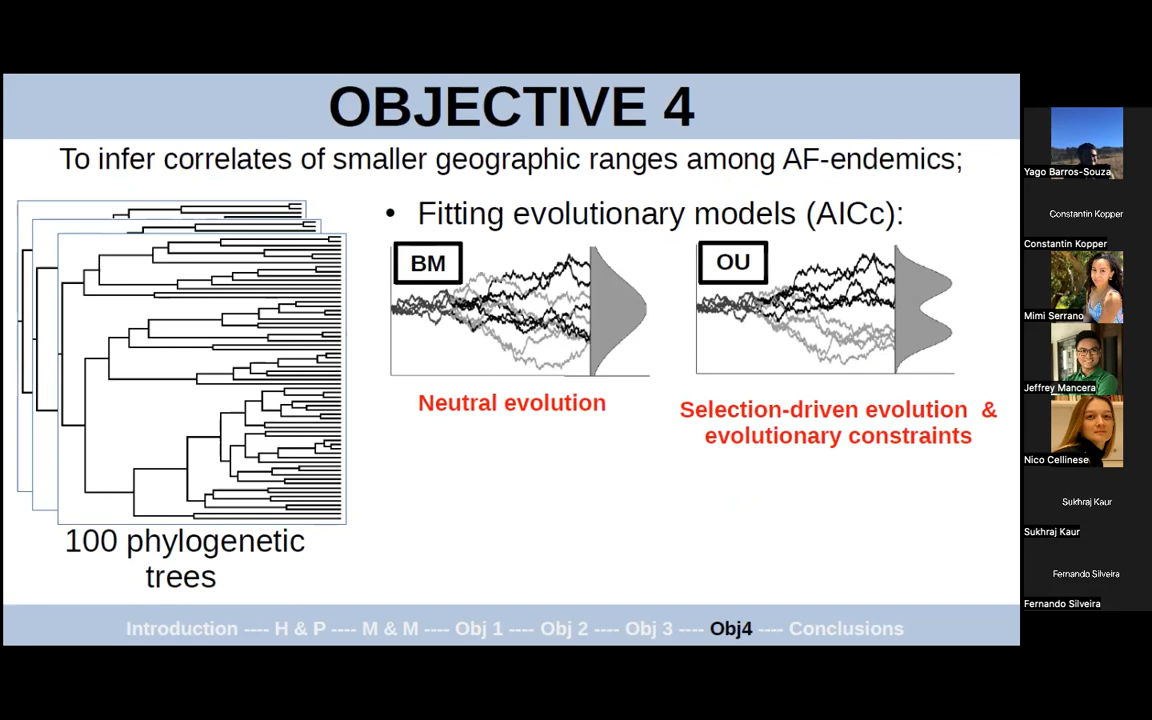 OBJECTIVE 4
To infer correlates of smaller geographic ranges among AF-endemics;
• Fitting evolutionary models (AICc):
BM
OU
Neutral evolution
Selection-driven evolution &
evolutionary constraints
100 phylogenetic
trees
Introduction ---- H & P ---- M & M ---- Obj 1 ---- Obj 2 ---- Obj 3 ---- Obj4 ---- Conclusions
Yago Barros-Souza
Constantin Kopper
Constantin Kopper
Mimi Serrano
Jeffrey Mancera
Nico Cellinese
Sukhraj Kaur
Sukhraj Kaur
Fernando Silveira
Fernando Silveira